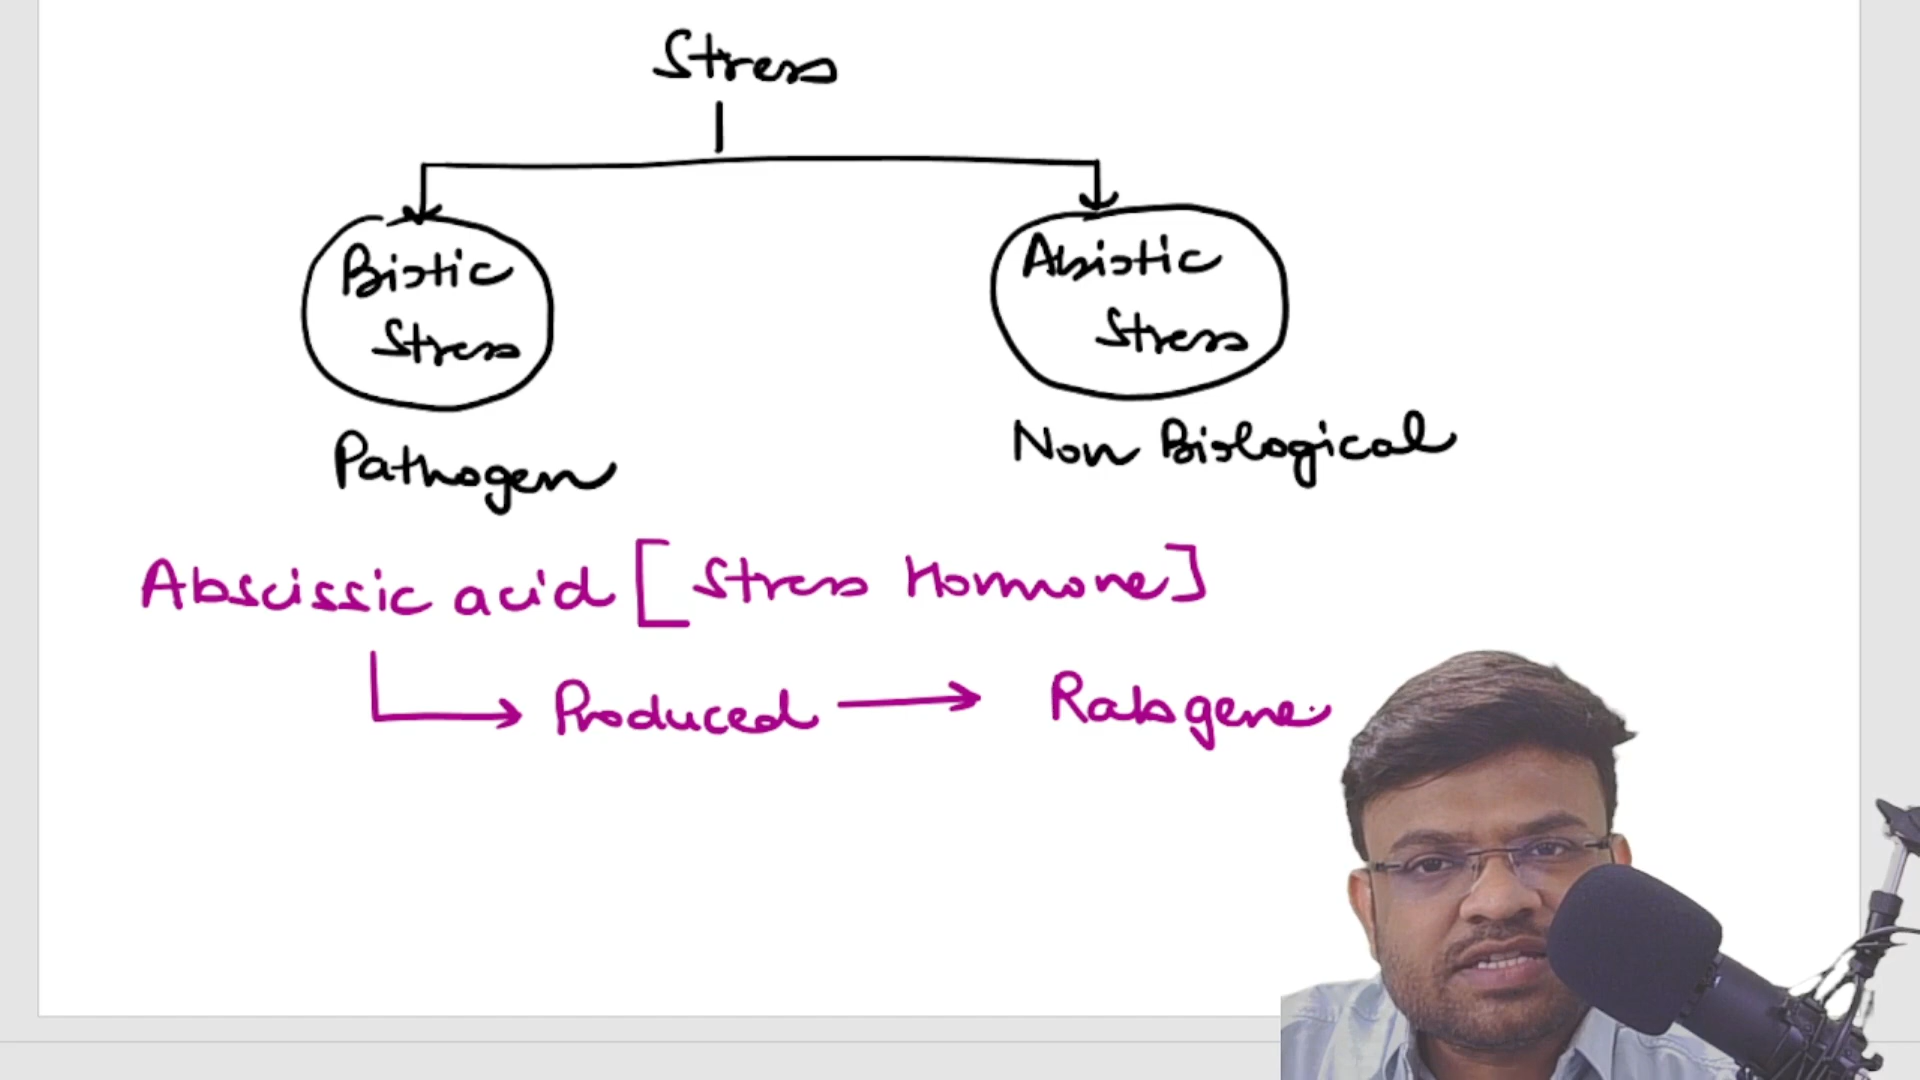 Stress
Biotic Stress
Abiotic Stress
Pathogen
Non Biological
Abscissic acid [Stress Hormone]
Produced → Rab gene.